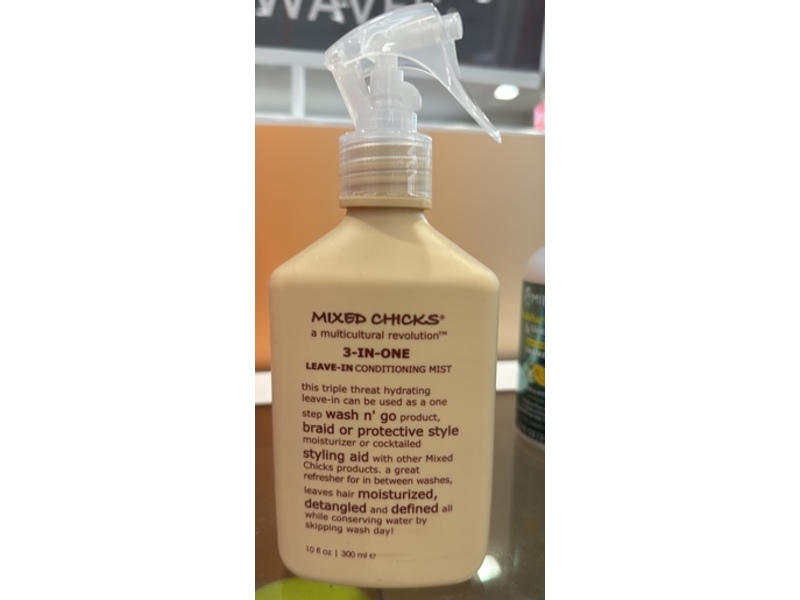 WAVE
MIXED CHICKS®
a multicultural revolution™
3-IN-ONE
LEAVE-IN CONDITIONING MIST
this triple threat hydrating
leave-in can be used as a one
step wash n' go product,
braid or protective style
moisturizer or cocktailed
styling aid with other Mixed
Chicks products. a great
refresher for in between washes,
leaves hair moisturized,
detangled and defined all
while conserving water by
skipping wash day!
10 fl oz | 300 ml ℮